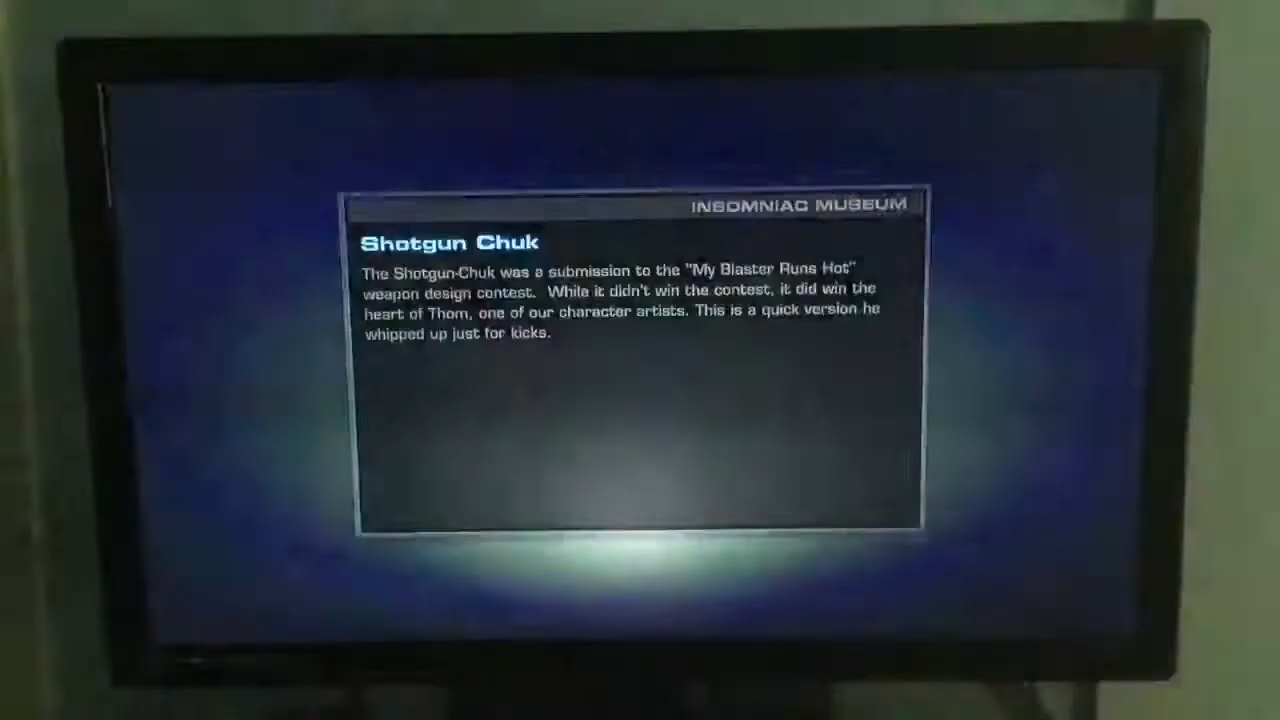 INSOMNIAC MUSEUM
Shotgun Chuk
The Shotgun-Chuk was a submission to the "My Blaster Runs Hot"
weapon design contest.  While it didn't win the contest, it did win the
heart of Thom, one of our character artists. This is a quick version he
whipped up just for kicks.